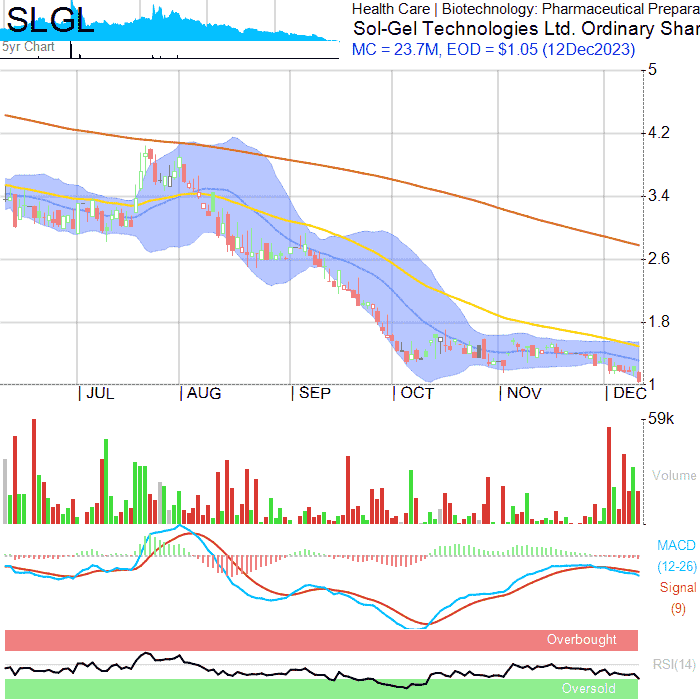 SLGL
5yr Chart
Health Care | Biotechnology: Pharmaceutical Prepara
Sol-Gel Technologies Ltd. Ordinary Shar
MC = 23.7M, EOD = $1.05 (12Dec2023)
5
4.2
3.4
2.6
1.8
1
JUL AUG SEP OCT NOV DEC
59k
Volume
MACD
(12-26)
Signal
(9)
Overbought
RSI(14)
Oversold